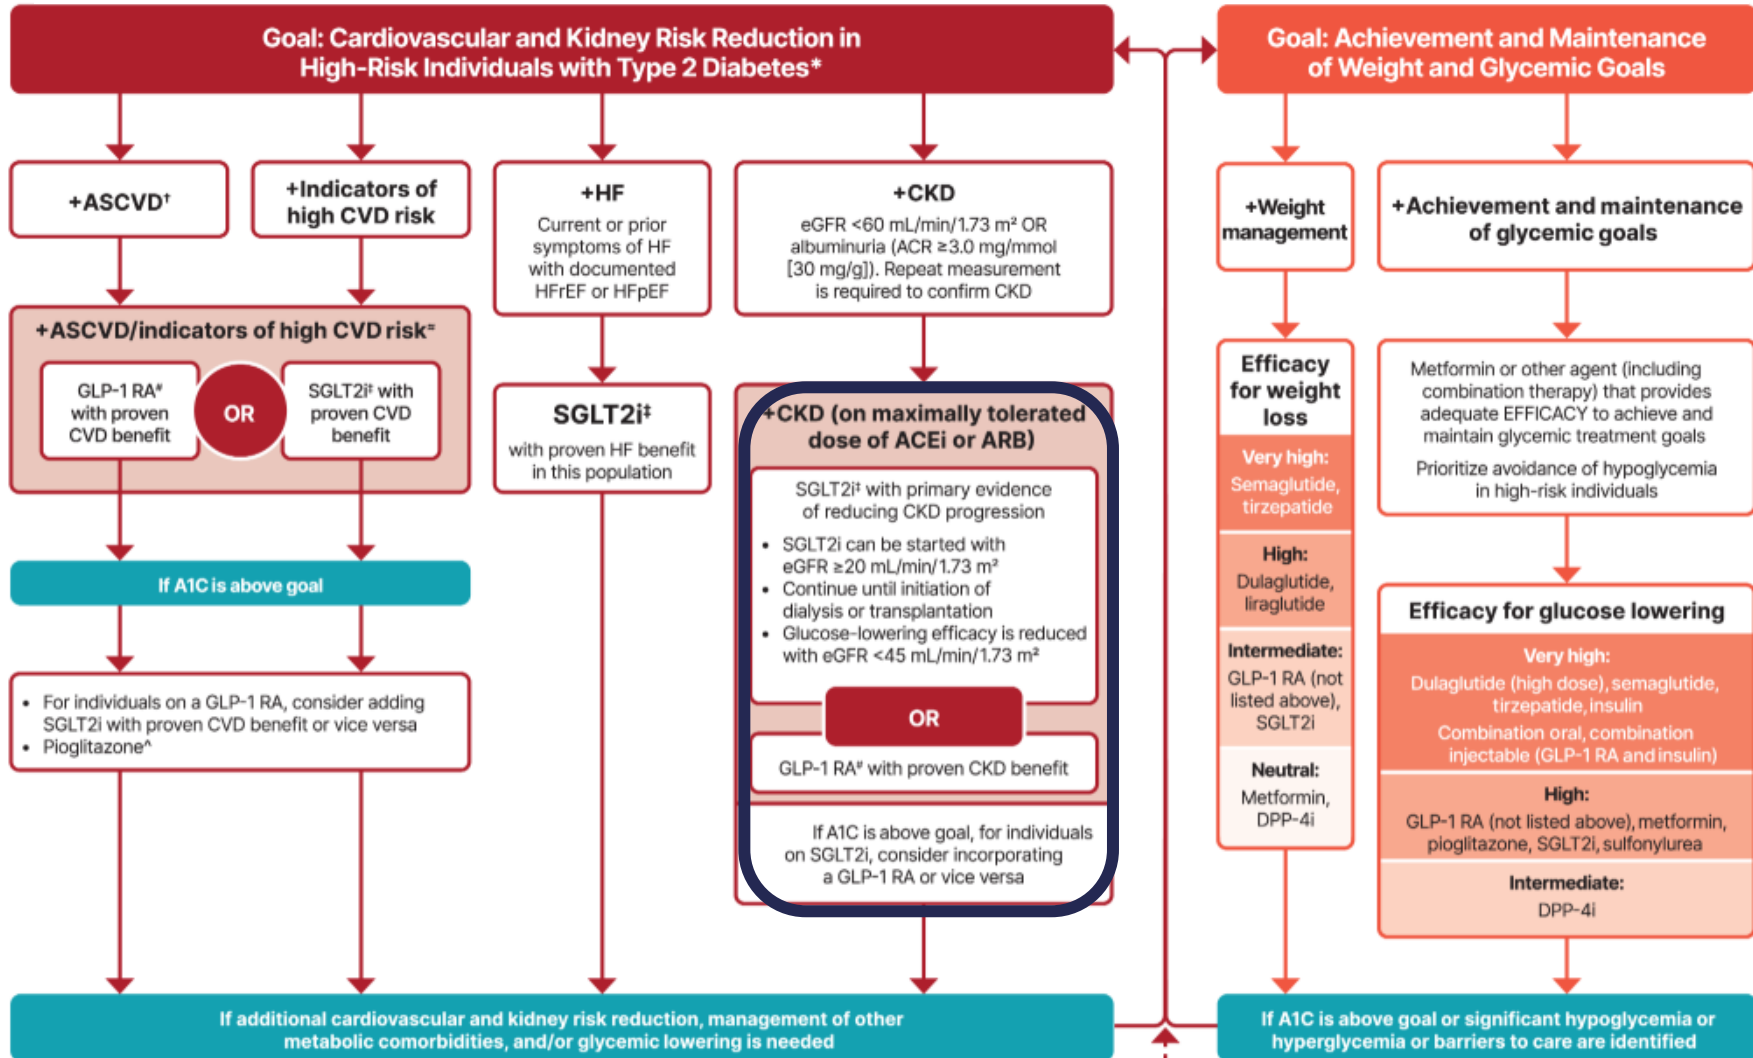 Goal: Cardiovascular and Kidney Risk Reduction in
High-Risk Individuals with Type 2 Diabetes*
+ASCVD†
+Indicators of
high CVD risk
+ASCVD/indicators of high CVD risk≈
GLP-1 RA#
with proven
CVD benefit
OR
SGLT2i‡ with
proven CVD
benefit
If A1C is above goal
• For individuals on a GLP-1 RA, consider adding
SGLT2i with proven CVD benefit or vice versa
• Pioglitazone^
+HF
Current or prior
symptoms of HF
with documented
HFrEF or HFpEF
SGLT2i‡
with proven HF benefit
in this population
+CKD
eGFR <60 mL/min/1.73 m² OR
albuminuria (ACR ≥3.0 mg/mmol
[30 mg/g]). Repeat measurement
is required to confirm CKD
+CKD (on maximally tolerated
dose of ACEi or ARB)
SGLT2i‡ with primary evidence
of reducing CKD progression
• SGLT2i can be started with
eGFR ≥20 mL/min/1.73 m²
• Continue until initiation of
dialysis or transplantation
• Glucose-lowering efficacy is reduced
with eGFR <45 mL/min/1.73 m²
OR
GLP-1 RA# with proven CKD benefit
If A1C is above goal, for individuals
on SGLT2i, consider incorporating
a GLP-1 RA or vice versa
If additional cardiovascular and kidney risk reduction, management of other
metabolic comorbidities, and/or glycemic lowering is needed
Goal: Achievement and Maintenance
of Weight and Glycemic Goals
+Weight
management
Efficacy
for weight
loss
Very high:
Semaglutide,
tirzepatide
High:
Dulaglutide,
liraglutide
Intermediate:
GLP-1 RA (not
listed above),
SGLT2i
Neutral:
Metformin,
DPP-4i
+Achievement and maintenance
of glycemic goals
Metformin or other agent (including
combination therapy) that provides
adequate EFFICACY to achieve and
maintain glycemic treatment goals
Prioritize avoidance of hypoglycemia
in high-risk individuals
Efficacy for glucose lowering
Very high:
Dulaglutide (high dose), semaglutide,
tirzepatide, insulin
Combination oral, combination
injectable (GLP-1 RA and insulin)
High:
GLP-1 RA (not listed above), metformin,
pioglitazone, SGLT2i, sulfonylurea
Intermediate:
DPP-4i
If A1C is above goal or significant hypoglycemia or
hyperglycemia or barriers to care are identified